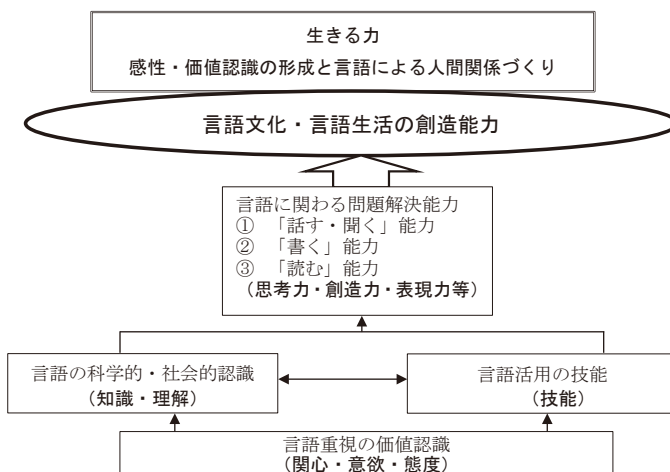 生きる力
感性・価値認識の形成と言語による人間関係づくり
言語文化・言語生活の創造能力
言語に関わる問題解決能力
① 「話す・聞く」能力
② 「書く」能力
③ 「読む」能力
（思考力・創造力・表現力等）
言語の科学的・社会的認識
（知識・理解）
言語活用の技能
（技能）
言語重視の価値認識
（関心・意欲・態度）